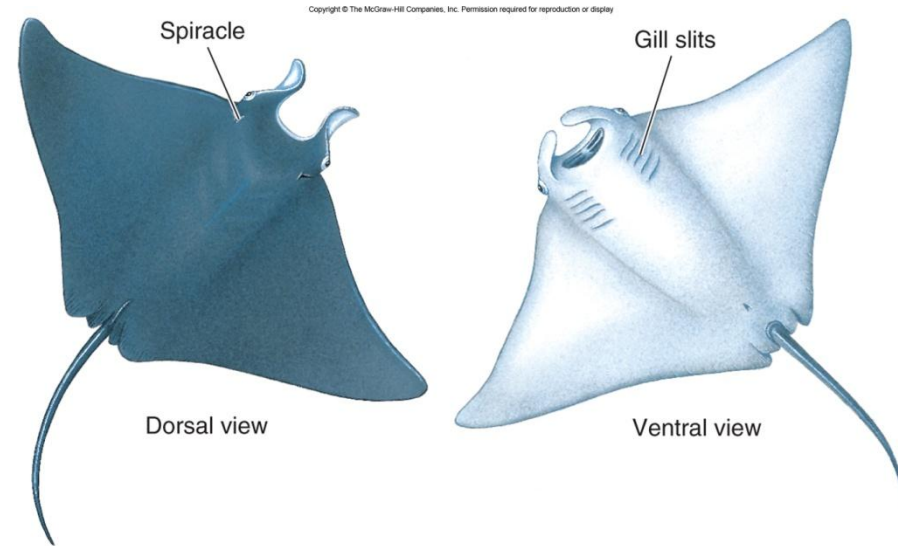 Copyright © The McGraw-Hill Companies, Inc. Permission required for reproduction or display
Spiracle
Gill slits
Dorsal view
Ventral view